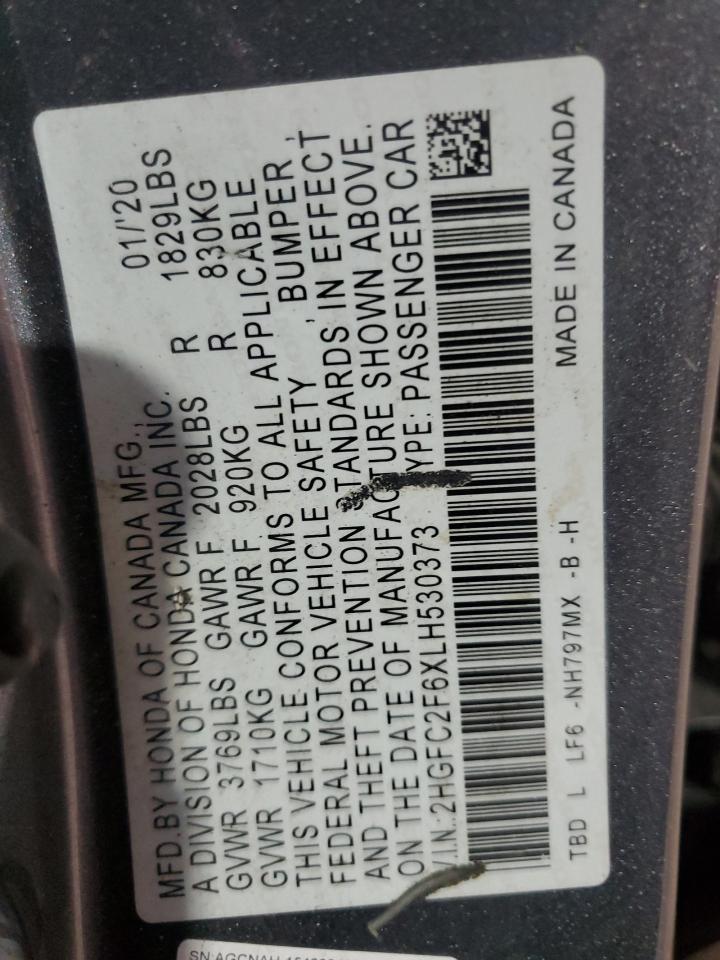 MFD.BY HONDA OF CANADA MFG., 01/'20
A DIVISION OF HONDA CANADA INC.
GVWR 3769LBS GAWR F 2028LBS R 1829LBS
GVWR 1710KG GAWR F 920KG R 830KG
THIS VEHICLE CONFORMS TO ALL APPLICABLE
FEDERAL MOTOR VEHICLE SAFETY , BUMPER ,
AND THEFT PREVENTION STANDARDS IN EFFECT
ON THE DATE OF MANUFACTURE SHOWN ABOVE.
V.I.N.:2HGFC2F6XLH530373 TYPE: PASSENGER CAR
TBD L LF6 -NH797MX -B -H MADE IN CANADA